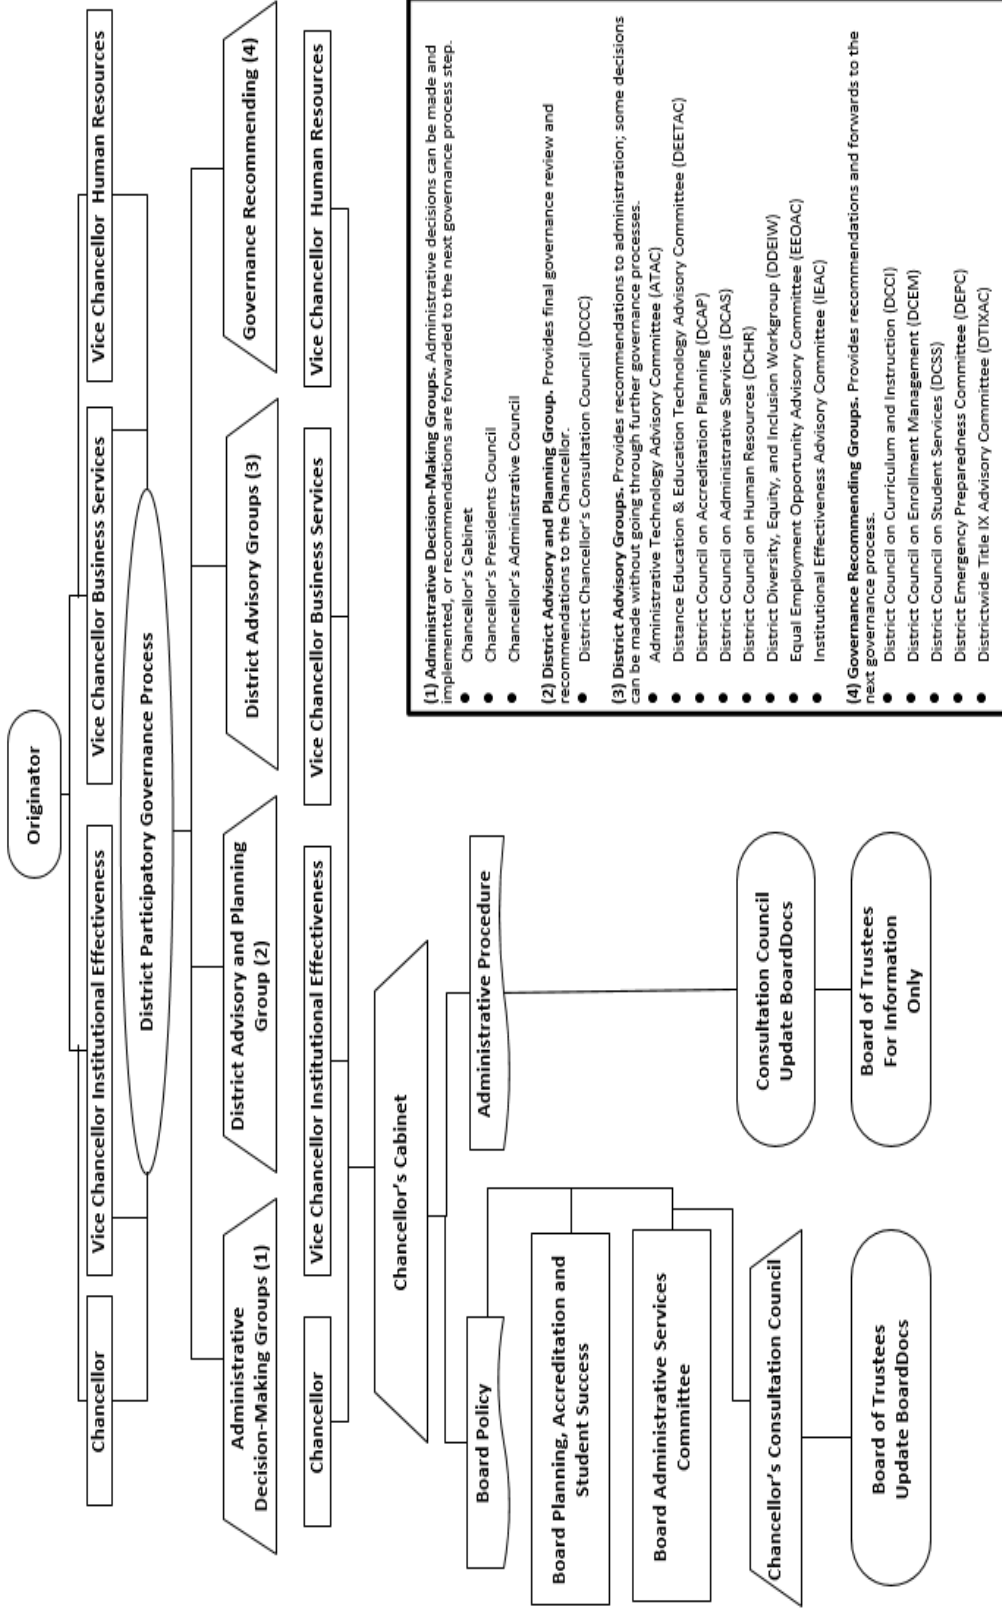 Originator
Chancellor
Vice Chancellor Institutional Effectiveness
Vice Chancellor Business Services
Vice Chancellor  Human Resources
District Participatory Governance Process
Administrative
Decision-Making Groups (1)
District Advisory and Planning
Group (2)
District Advisory Groups (3)
Governance Recommending (4)
Chancellor
Vice Chancellor Institutional Effectiveness
Vice Chancellor Business Services
Vice Chancellor  Human Resources
Chancellor's Cabinet
Board Policy
Administrative Procedure
Board Planning, Accreditation and
Student Success
Board Administrative Services
Committee
Chancellor's Consultation Council
Board of Trustees
Update BoardDocs
Consultation Council
Update BoardDocs
Board of Trustees
For Information
Only
(1) Administrative Decision-Making Groups. Administrative decisions can be made and
implemented, or recommendations are forwarded to the next governance process step.
● Chancellor's Cabinet
● Chancellor's Presidents Council
● Chancellor's Administrative Council
(2) District Advisory and Planning Group. Provides final governance review and
recommendations to the Chancellor.
● District Chancellor's Consultation Council (DCCC)
(3) District Advisory Groups. Provides recommendations to administration; some decisions
can be made without going through further governance processes.
● Administrative Technology Advisory Committee (ATAC)
● Distance Education & Education Technology Advisory Committee (DEETAC)
● District Council on Accreditation Planning (DCAP)
● District Council on Administrative Services (DCAS)
● District Council on Human Resources (DCHR)
● District Diversity, Equity, and Inclusion Workgroup (DDEIW)
● Equal Employment Opportunity Advisory Committee (EEOAC)
● Institutional Effectiveness Advisory Committee (IEAC)
(4) Governance Recommending Groups. Provides recommendations and forwards to the
next governance process.
● District Council on Curriculum and Instruction (DCCI)
● District Council on Enrollment Management (DCEM)
● District Council on Student Services (DCSS)
● District Emergency Preparedness Committee (DEPC)
● Districtwide Title IX Advisory Committee (DTIXAC)